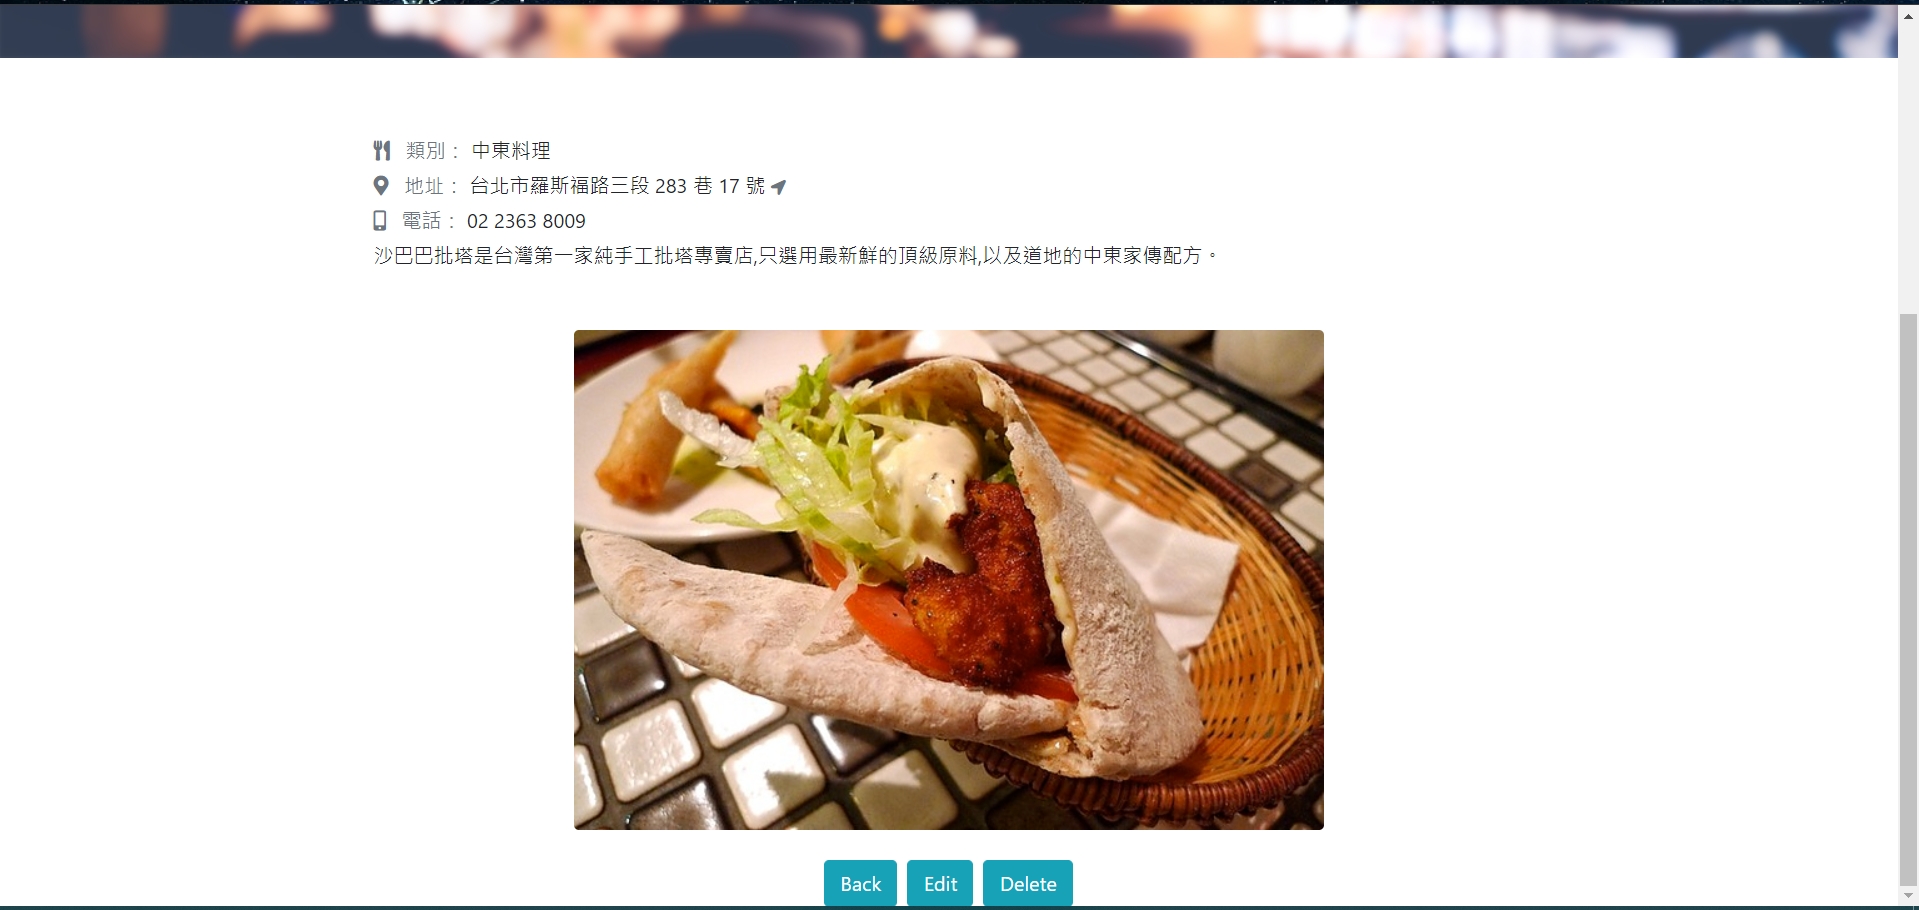 類別： 中東料理
地址： 台北市羅斯福路三段 283 巷 17 號
電話： 02 2363 8009
沙巴巴批塔是台灣第一家純手工批塔專賣店,只選用最新鮮的頂級原料,以及道地的中東家傳配方。
Back Edit Delete